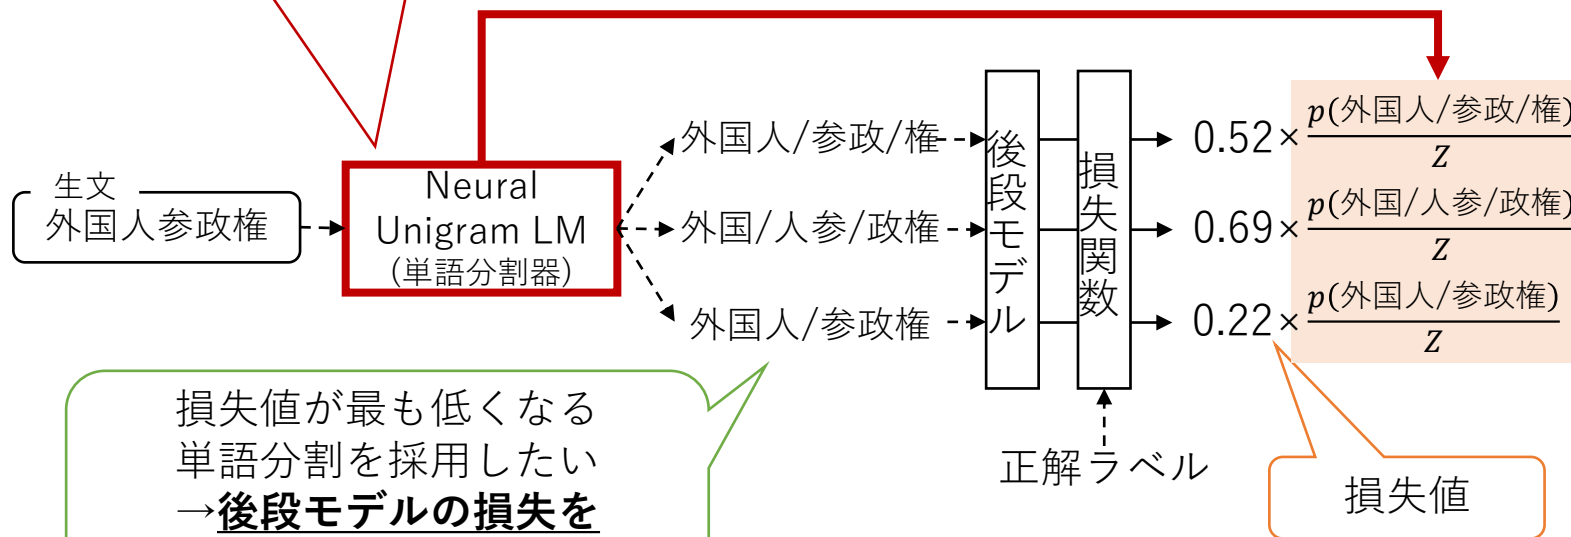 生文
外国人参政権
Neural
Unigram LM
(単語分割器)
外国人/参政/権
外国/人参/政権
外国人/参政権
後段モデル
損失関数
0.52× p(外国人/参政/権)
Z
0.69× p(外国/人参/政権)
Z
0.22× p(外国人/参政権)
Z
正解ラベル
損失値
損失値が最も低くなる
単語分割を採用したい
→後段モデルの損失を